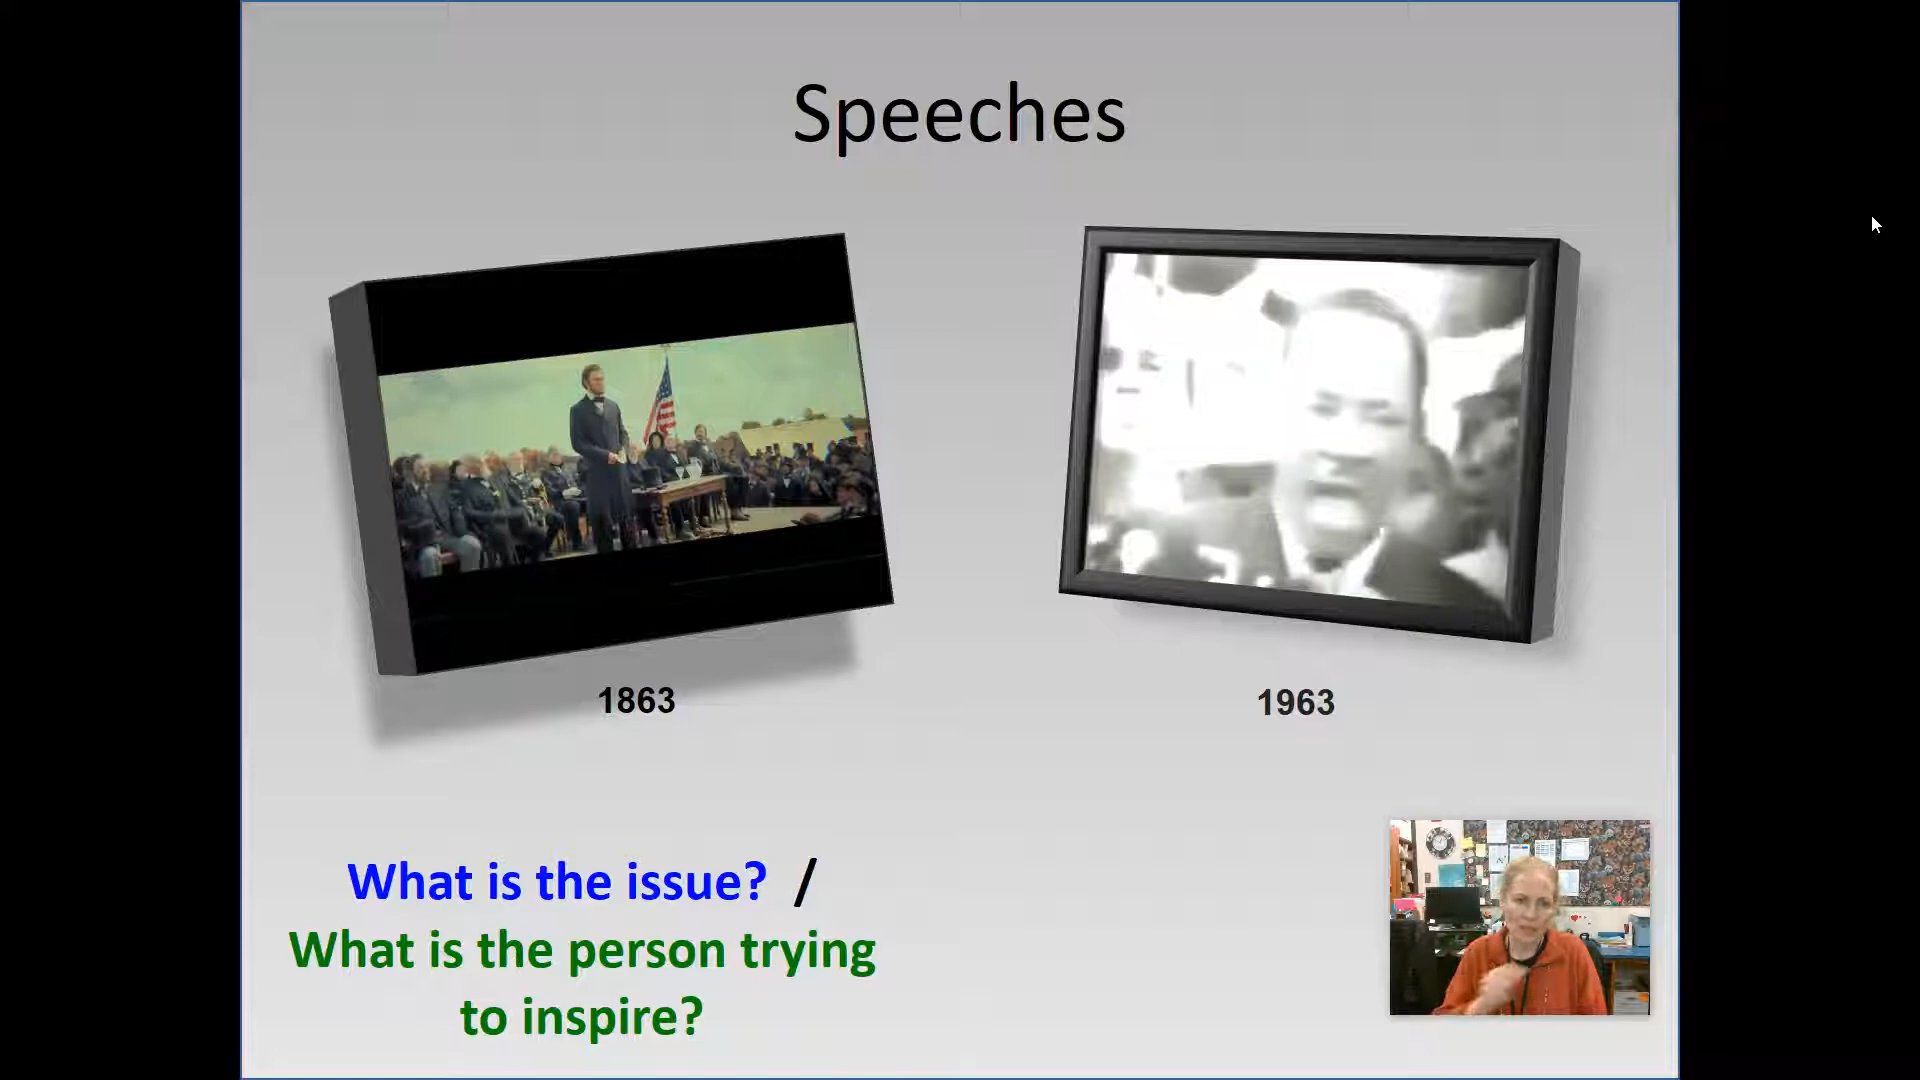 Speeches
1863
1963
What is the issue? /
What is the person trying
to inspire?